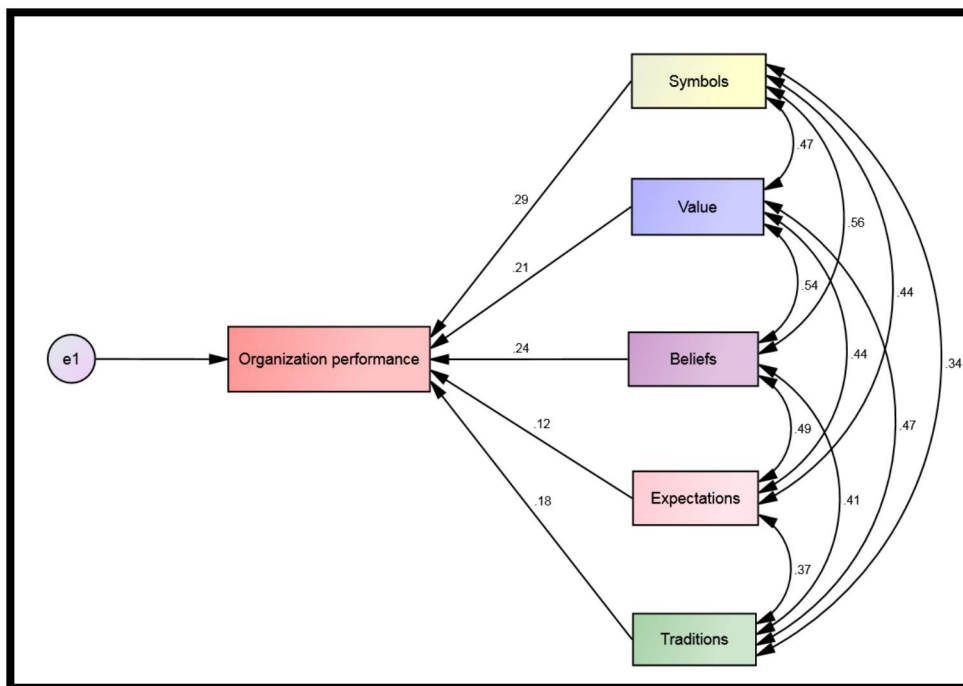 Symbols
.47
.29
Value
.56
.21
.54
.44
e1
Organization performance
.24
Beliefs
.44
.34
.12
.49
.47
Expectations
.18
.41
.37
Traditions